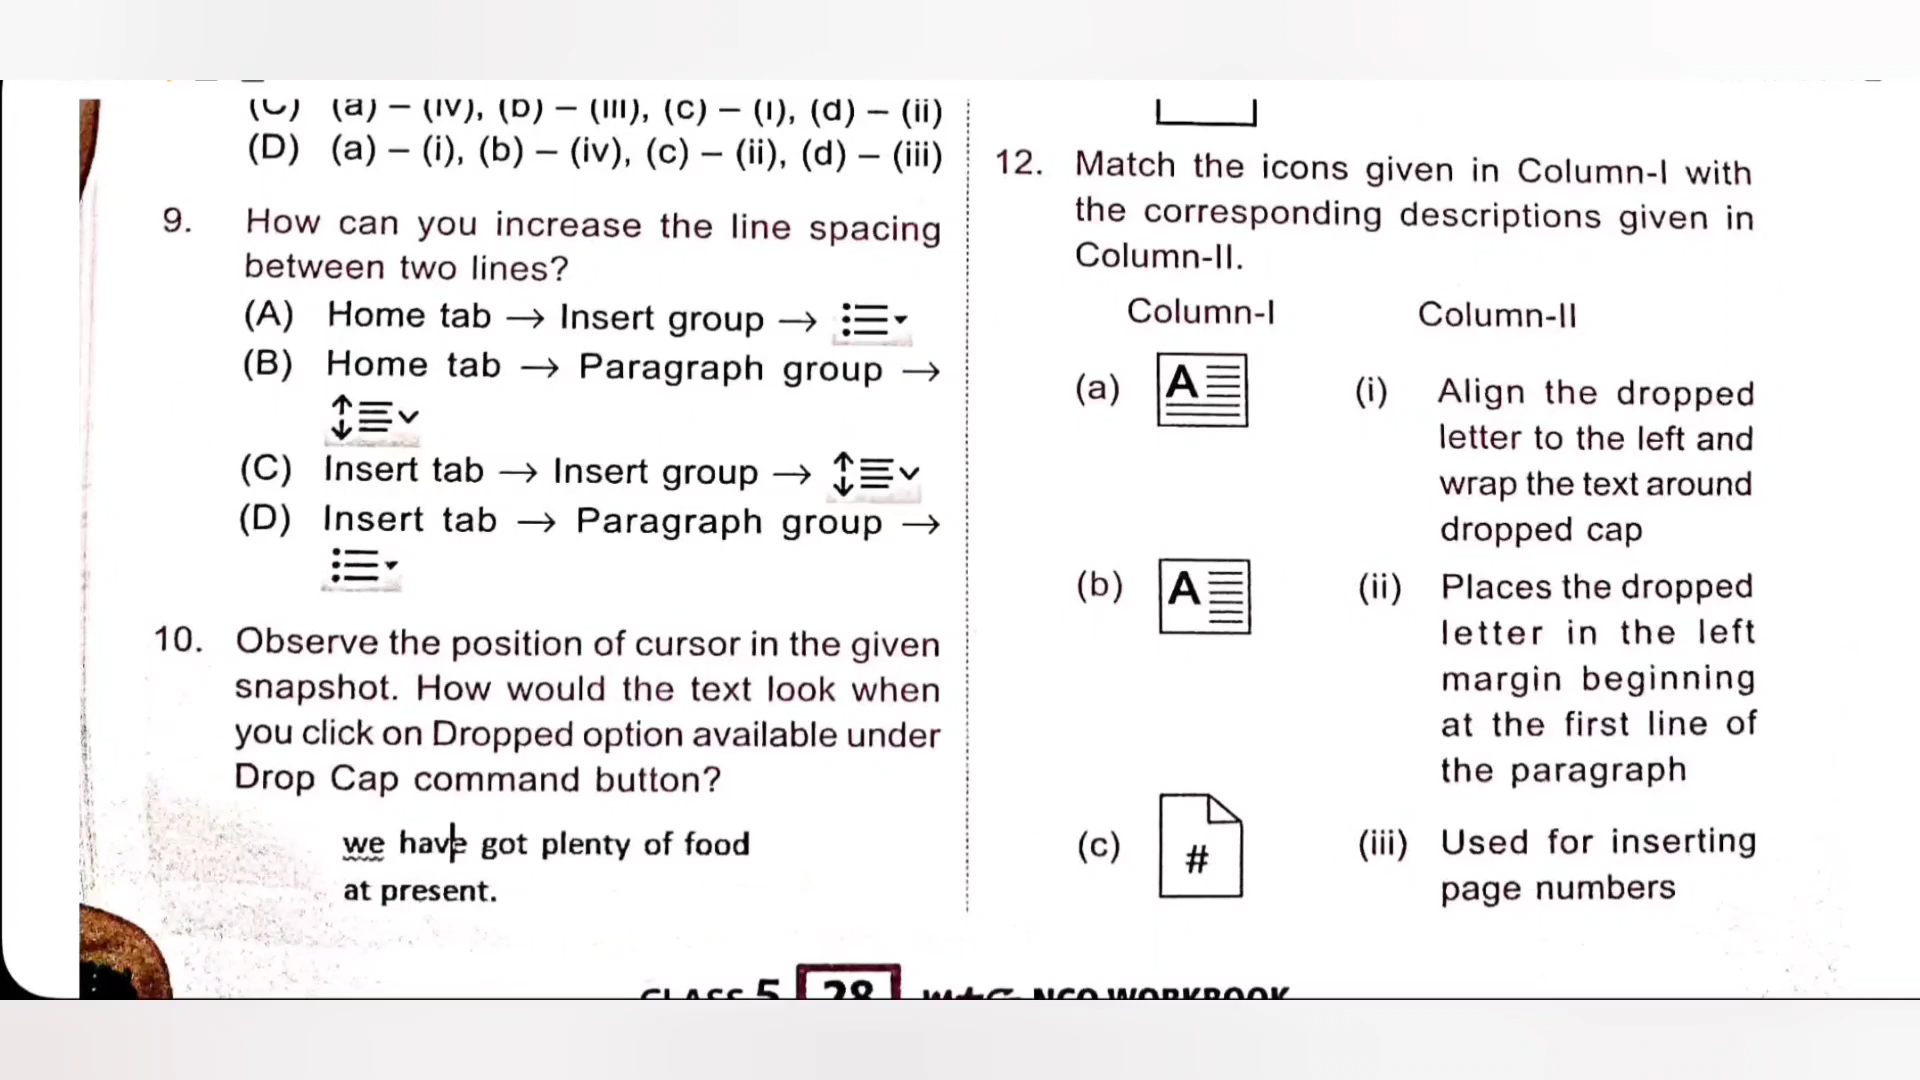 (C) (a) – (iv), (b) – (iii), (c) – (i), (d) – (ii)
(D) (a) – (i), (b) – (iv), (c) – (ii), (d) – (iii)
9. How can you increase the line spacing
between two lines?
(A) Home tab → Insert group →
(B) Home tab → Paragraph group →
(C) Insert tab → Insert group →
(D) Insert tab → Paragraph group →
10. Observe the position of cursor in the given
snapshot. How would the text look when
you click on Dropped option available under
Drop Cap command button?
we have got plenty of food
at present.
12. Match the icons given in Column-I with
the corresponding descriptions given in
Column-II.
Column-I Column-II
(a) A (i) Align the dropped
letter to the left and
wrap the text around
dropped cap
(b) A (ii) Places the dropped
letter in the left
margin beginning
at the first line of
the paragraph
(c) # (iii) Used for inserting
page numbers
CLASS 5 28 MTG NCO WORKBOOK